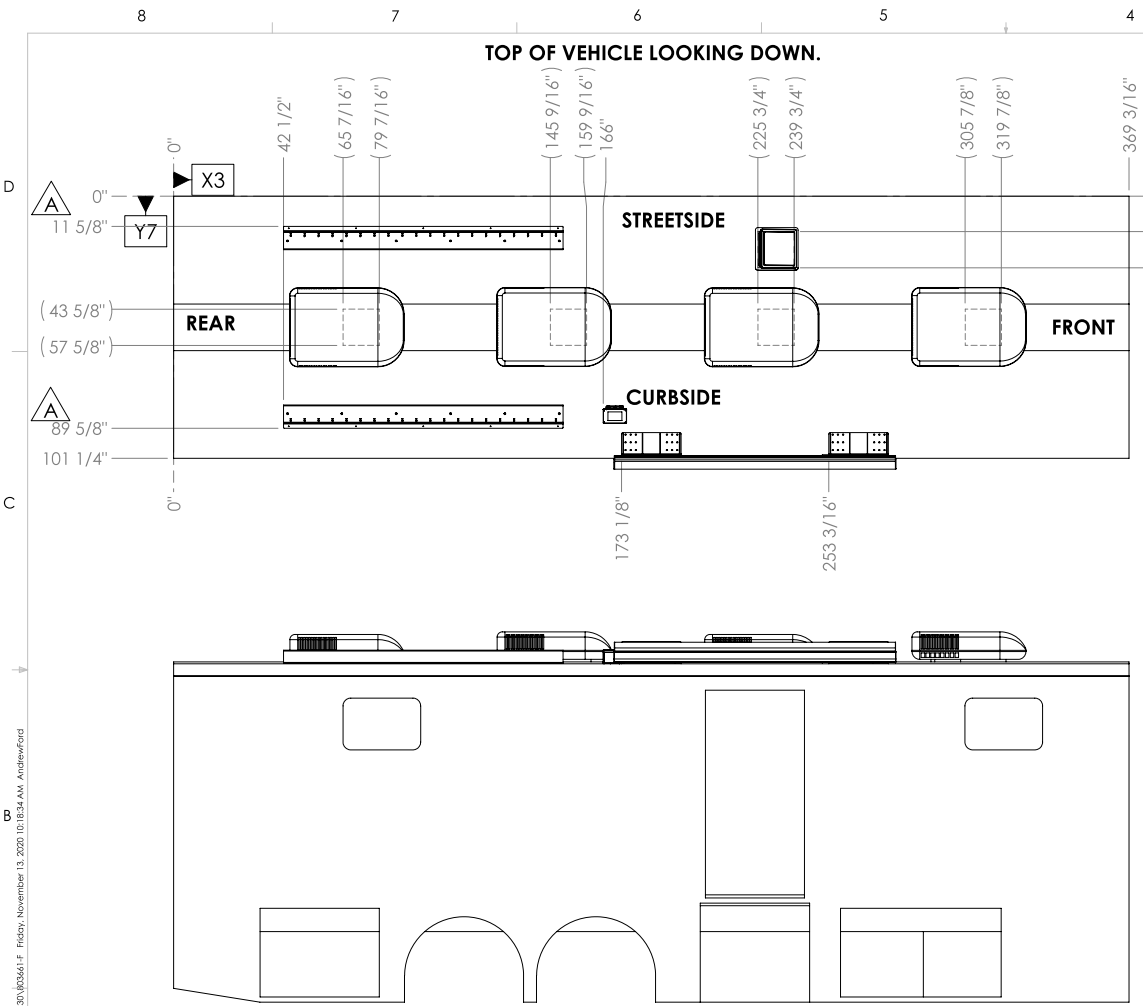 8 7 6 5 4
TOP OF VEHICLE LOOKING DOWN.
0"
42 1/2"
(65 7/16")
(79 7/16")
(145 9/16")
(159 9/16")
166"
(225 3/4")
(239 3/4")
(305 7/8")
(319 7/8")
369 3/16"
D
X3
A
0"
Y7
11 5/8"
STREETSIDE
(43 5/8")
REAR
FRONT
(57 5/8")
CURBSIDE
A
89 5/8"
101 1/4"
C
0"
173 1/8"
253 3/16"
B
30\803661-F Friday, November 13, 2020 10:18:34 AM AndrewFord